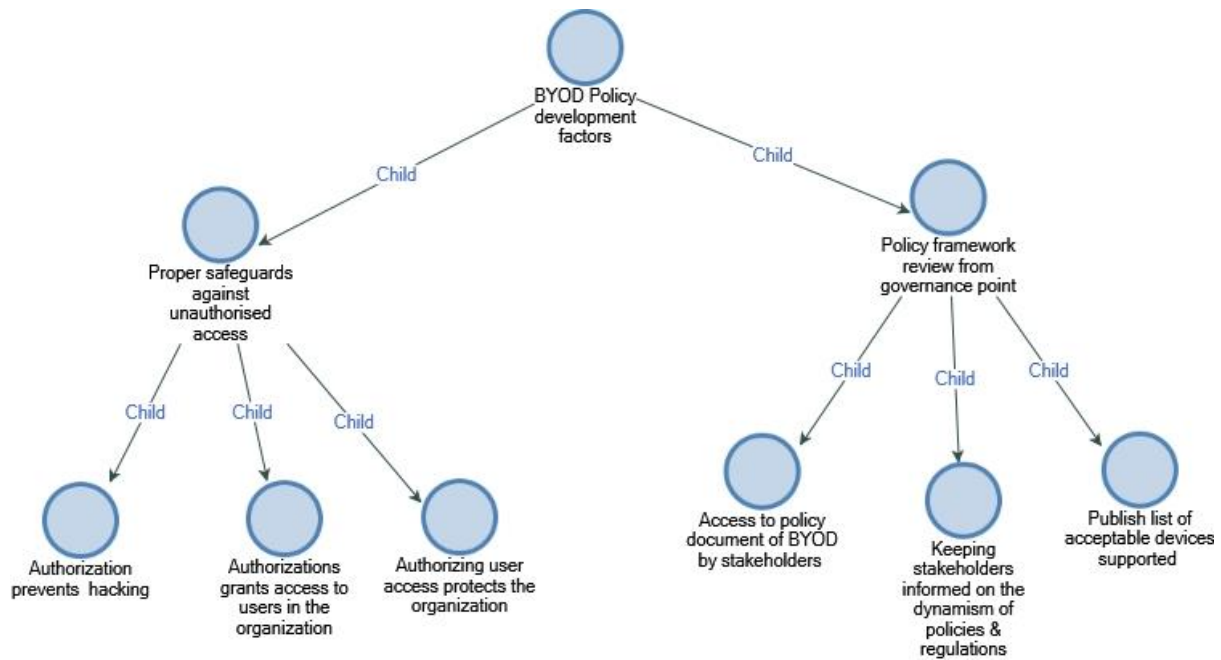 BYOD Policy
development
factors
Child
Child
Proper safeguards
against
unauthorised
access
Policy framework
review from
governance point
Child
Child
Child
Child
Child
Child
Authorization
prevents hacking
Authorizations
grants access to
users in the
organization
Authorizing user
access protects the
organization
Access to policy
document of BYOD
by stakeholders
Keeping
stakeholders
informed on the
dynamism of
policies &
regulations
Publish list of
acceptable devices
supported